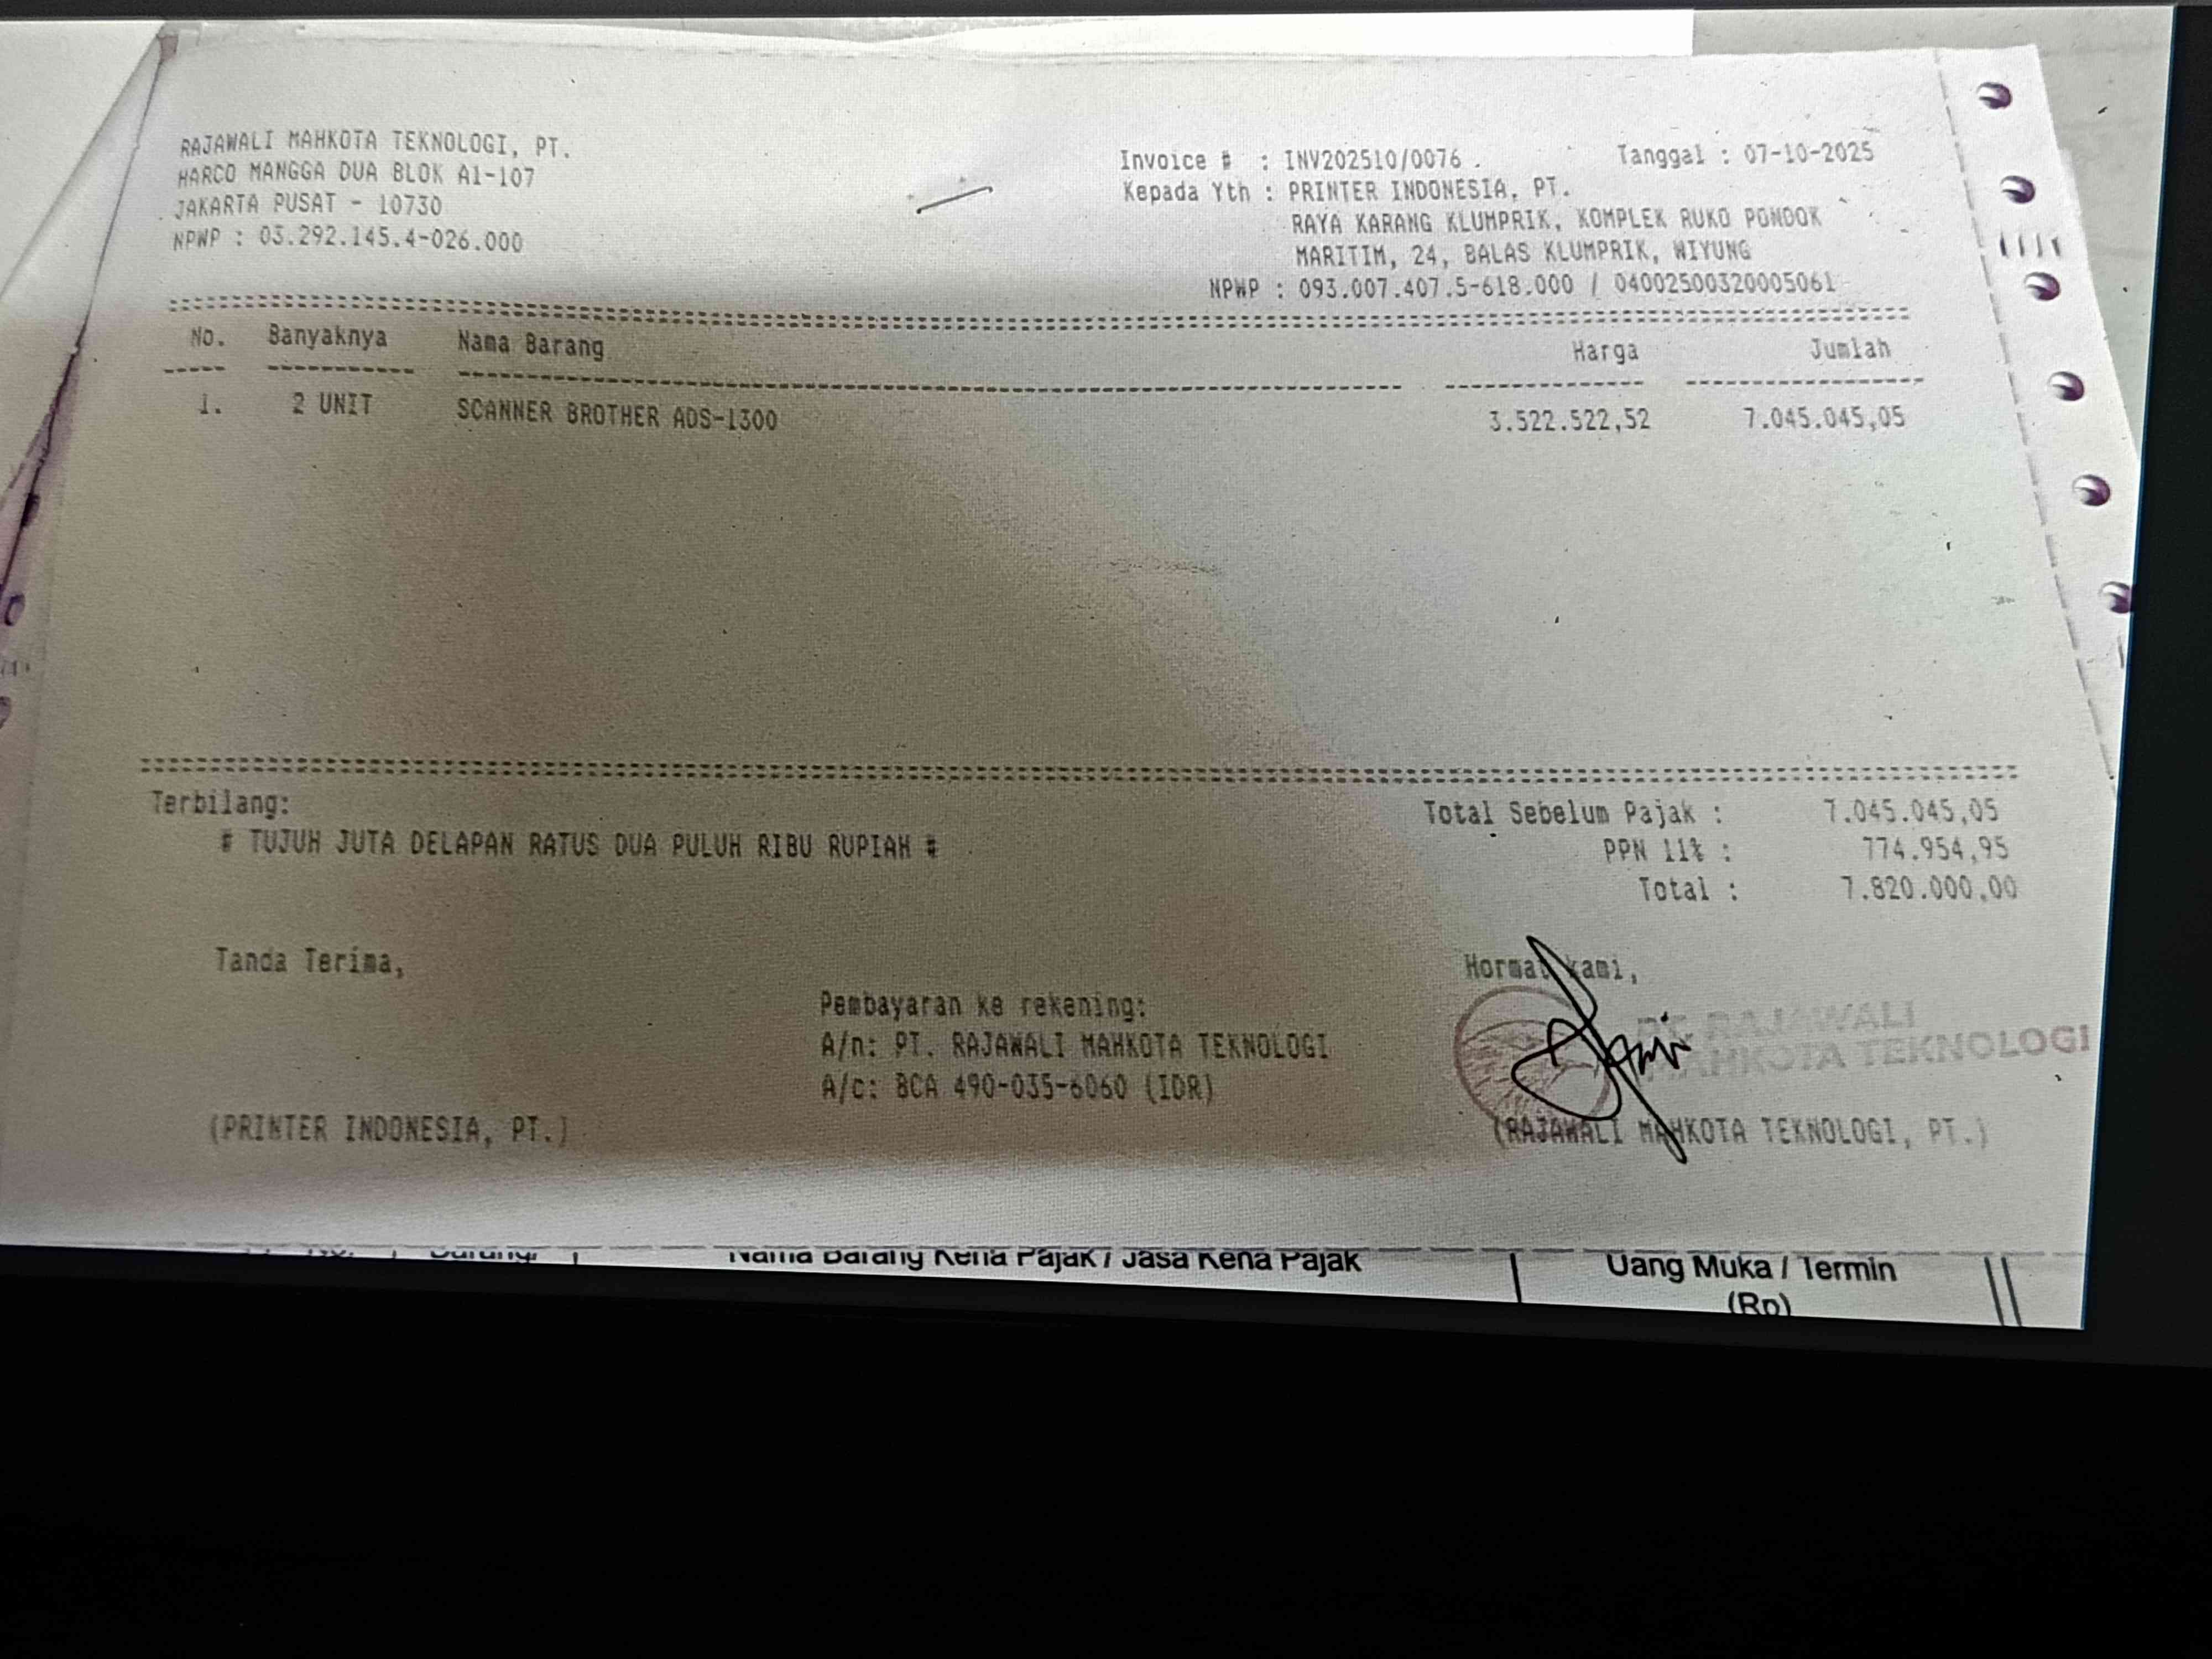 RAJAWALI MAHKOTA TEKNOLOGI, PT.
HARCO MANGGA DUA BLOK A1-107
JAKARTA PUSAT - 10730
NPWP : 03.292.145.4-026.000
Invoice # : INV202510/0076 . Tanggal : 07-10-2025
Kepada Yth : PRINTER INDONESIA, PT.
RAYA KARANG KLUMPRIK, KOMPLEK RUKO PONDOK
MARITIM, 24, BALAS KLUMPRIK, WIYUNG
NPWP : 093.007.407.5-618.000 / 04002500320005061
No. Banyaknya Nama Barang Harga Jumlah
1. 2 UNIT SCANNER BROTHER ADS-1300 3.522.522,52 7.045.045,05
Terbilang:
# TUJUH JUTA DELAPAN RATUS DUA PULUH RIBU RUPIAH #
Total Sebelum Pajak : 7.045.045,05
PPN 11% : 774.954,95
Total : 7.820.000,00
Tanda Terima,
(PRINTER INDONESIA, PT.)
Pembayaran ke rekening:
A/n: PT. RAJAWALI MAHKOTA TEKNOLOGI
A/c: BCA 490-035-6060 (IDR)
Hormat kami,
PT. RAJAWALI
MAHKOTA TEKNOLOGI
(RAJAWALI MAHKOTA TEKNOLOGI, PT.)
Nama Barang Kena Pajak / Jasa Kena Pajak
Uang Muka / Termin
(Rp)